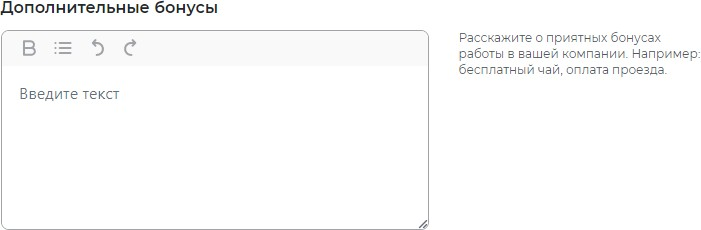 Дополнительные бонусы
B
Введите текст
Расскажите о приятных бонусах
работы в вашей компании. Например:
бесплатный чай, оплата проезда.